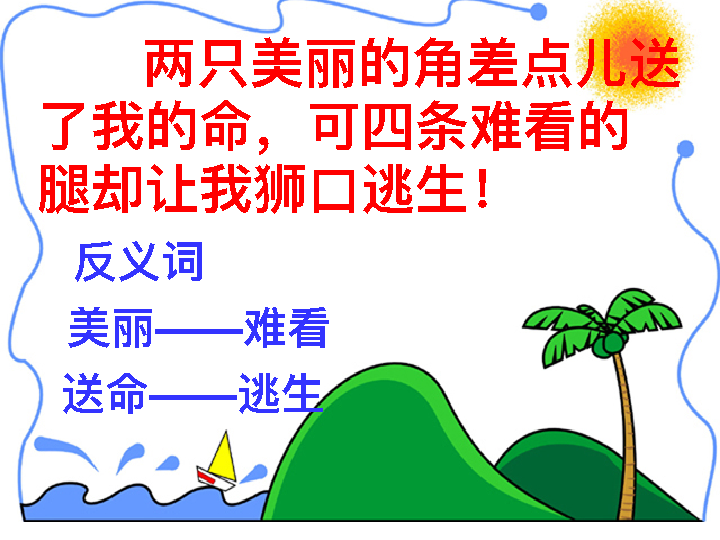 两只美丽的角差点儿送
了我的命，可四条难看的
腿却让我狮口逃生！
反义词
美丽——难看
送命——逃生